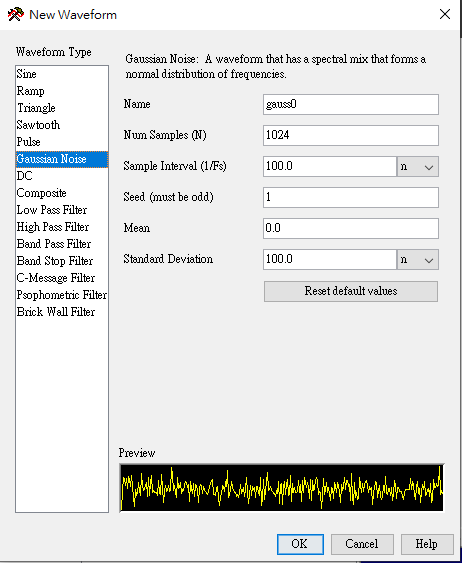 New Waveform
Waveform Type
Sine
Ramp
Triangle
Sawtooth
Pulse
Gaussian Noise
DC
Composite
Low Pass Filter
High Pass Filter
Band Pass Filter
Band Stop Filter
C-Message Filter
Psophometric Filter
Brick Wall Filter
Gaussian Noise: A waveform that has a spectral mix that forms a
normal distribution of frequencies.
Name gauss0
Num Samples (N) 1024
Sample Interval (1/Fs) 100.0 n
Seed (must be odd) 1
Mean 0.0
Standard Deviation 100.0 n
Reset default values
Preview
OK Cancel Help